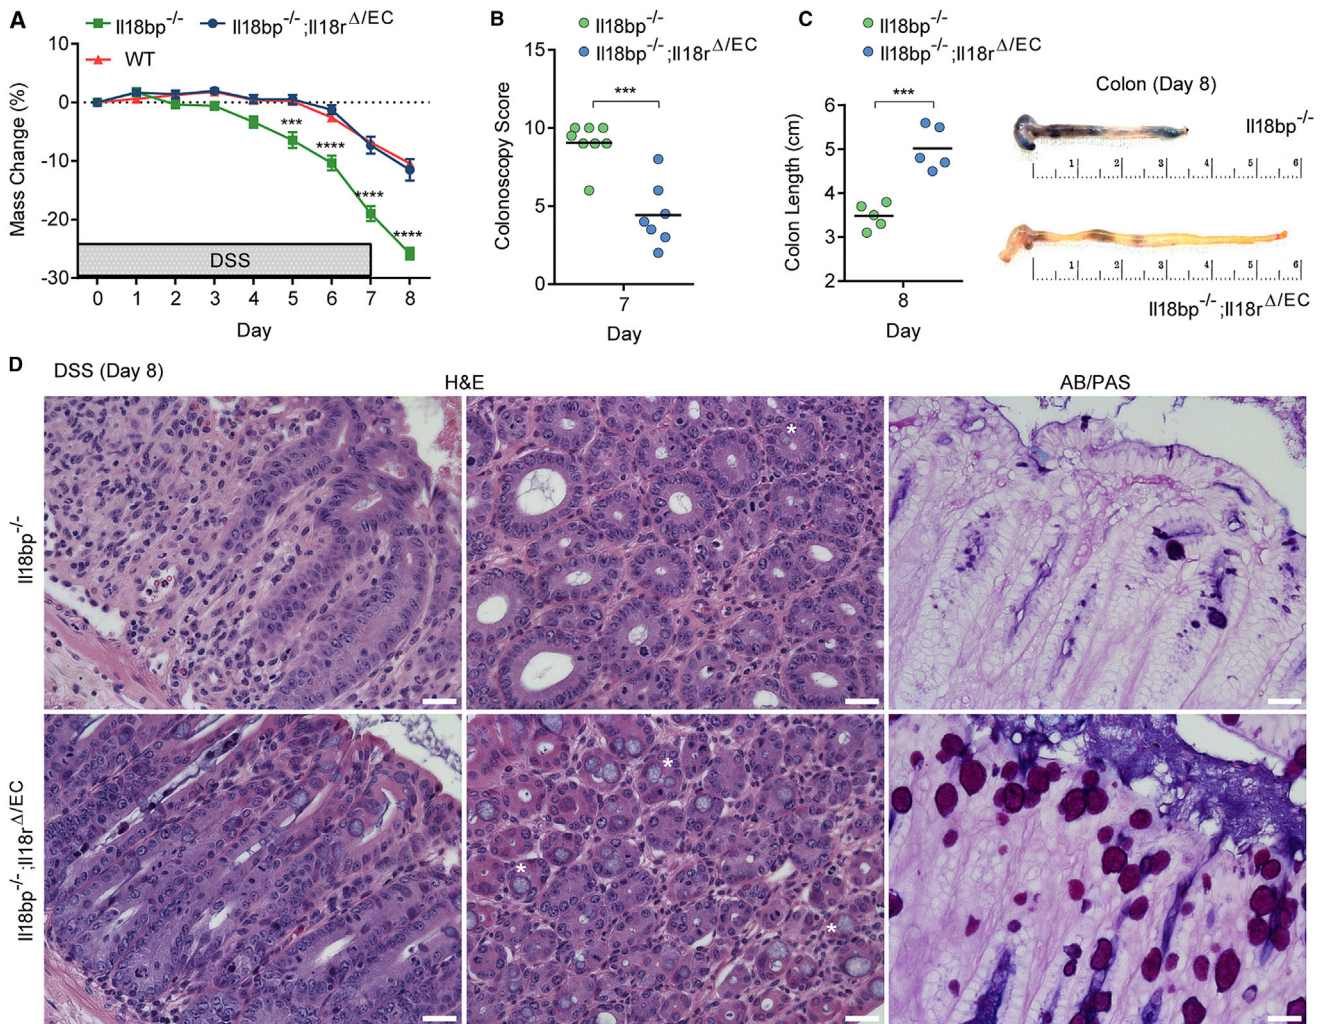 A
Il18bp-/-
Il18bp-/-;Il18rΔ/EC
WT
Mass Change (%)
10
0
-10
-20
-30
***
****
****
****
DSS
0 1 2 3 4 5 6 7 8
Day
B
Il18bp-/-
Il18bp-/-;Il18rΔ/EC
Colonoscopy Score
15
10
5
0
***
7
Day
C
Il18bp-/-
Il18bp-/-;Il18rΔ/EC
Colon Length (cm)
6
5
4
3
2
***
8
Day
Colon (Day 8)
Il18bp-/-
1 2 3 4 5 6
1 2 3 4 5 6
Il18bp-/-;Il18rΔ/EC
D
DSS (Day 8)
H&E
AB/PAS
Il18bp-/-
*
Il18bp-/-;Il18rΔ/EC
*
*
*